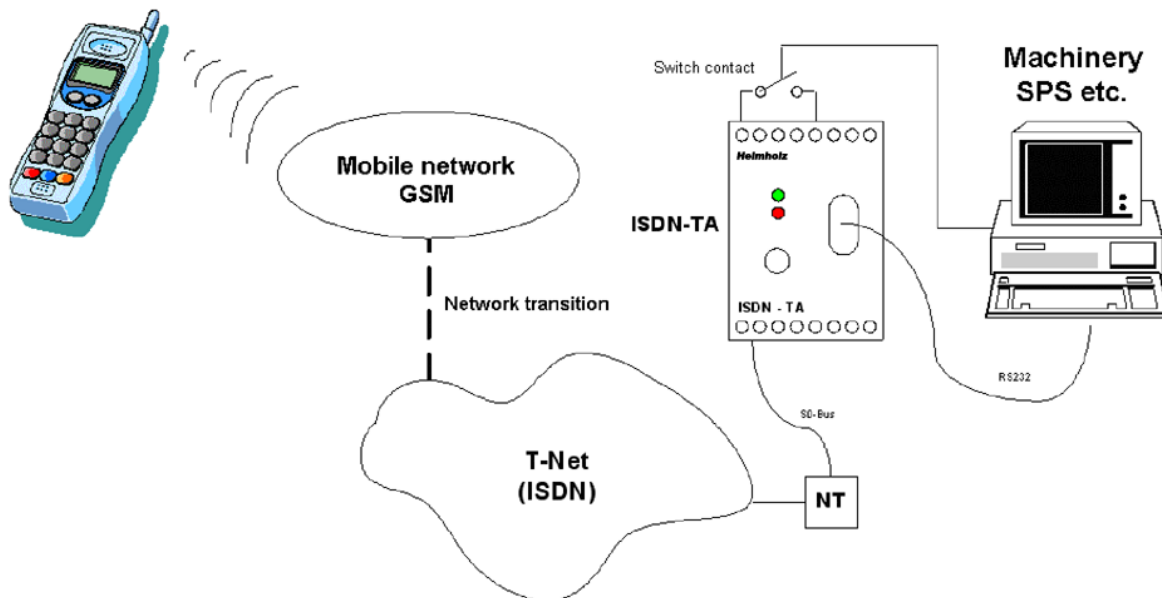 Machinery
SPS etc.
Switch contact
Helmholz
Mobile network
GSM
ISDN-TA
Network transition
ISDN - TA
RS232
S0-Bus
T-Net
(ISDN)
NT